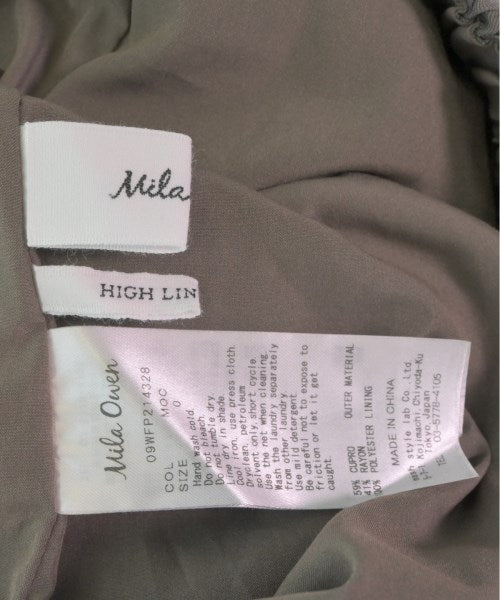 Mila
HIGH LIN
Mila Owen
09WFP214328
COL MOC
SIZE 0
Hand wash cold.
Do not bleach.
Do not tumble dry.
Line dry in shade.
Cool iron, use press cloth.
Dryclean, petroleum
solvent and short cycle.
Use the net when cleaning.
Wash the laundry separately
from other laundry.
Use mild detergent.
Be careful not to expose to
friction or let it get
caught.
59% CUPRO OUTER MATERIAL
41% RAYON
100% POLYESTER LINING
MADE IN CHINA
style lab Co.,Ltd.
Kojimachi, Chiyoda-Ku
Tokyo, Japan
03-5778-4105